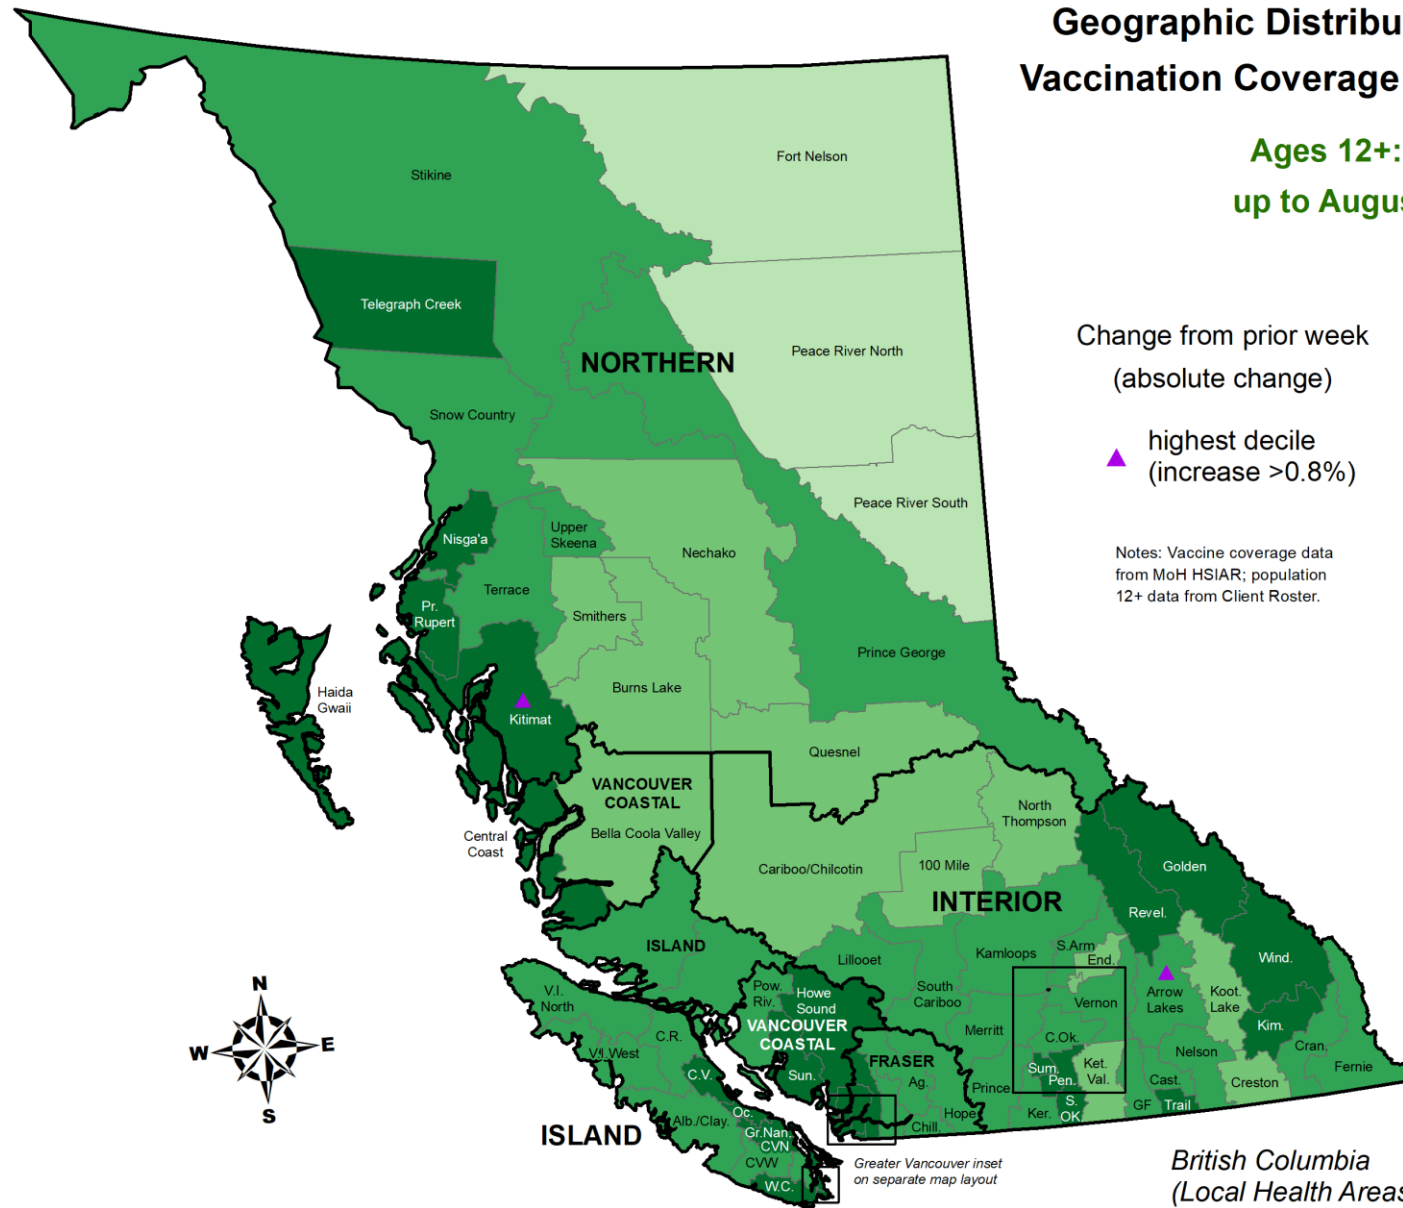 Geographic Distribu
Vaccination Coverage
Ages 12+:
up to Augus
Fort Nelson
Stikine
Telegraph Creek
Change from prior week
(absolute change)
NORTHERN
Peace River North
Snow Country
highest decile
(increase >0.8%)
Peace River South
Nisga'a
Upper
Skeena
Nechako
Notes: Vaccine coverage data
from MoH HSIAR; population
12+ data from Client Roster.
Terrace
Pr.
Rupert
Smithers
Prince George
Haida
Gwaii
Burns Lake
Kitimat
Quesnel
VANCOUVER
COASTAL
Bella Coola Valley
North
Thompson
Central
Coast
Cariboo/Chilcotin
100 Mile
Golden
INTERIOR
Revel.
ISLAND
Lillooet
Kamloops
S.Arm
End.
Wind.
N
W
E
S
V.I.
North
Pow.
Riv.
Howe
Sound
South
Cariboo
Vernon
Arrow
Lakes
Koot.
Lake
VANCOUVER
COASTAL
Merritt
C.Ok.
Kim.
C.R.
V.I.West
FRASER
Nelson
Cran.
Fernie
C.V.
Sun.
Ag.
Prince
Sum.
Pen.
Ket.
Val.
Cast.
Creston
Oc.
Alb./Clay.
Hope
Ker.
S.
OK
GF
Trail
ISLAND
Gr.Nan.
CVN
Chill.
CVW
W.C.
Greater Vancouver inset
on separate map layout
British Columbia
(Local Health Areas